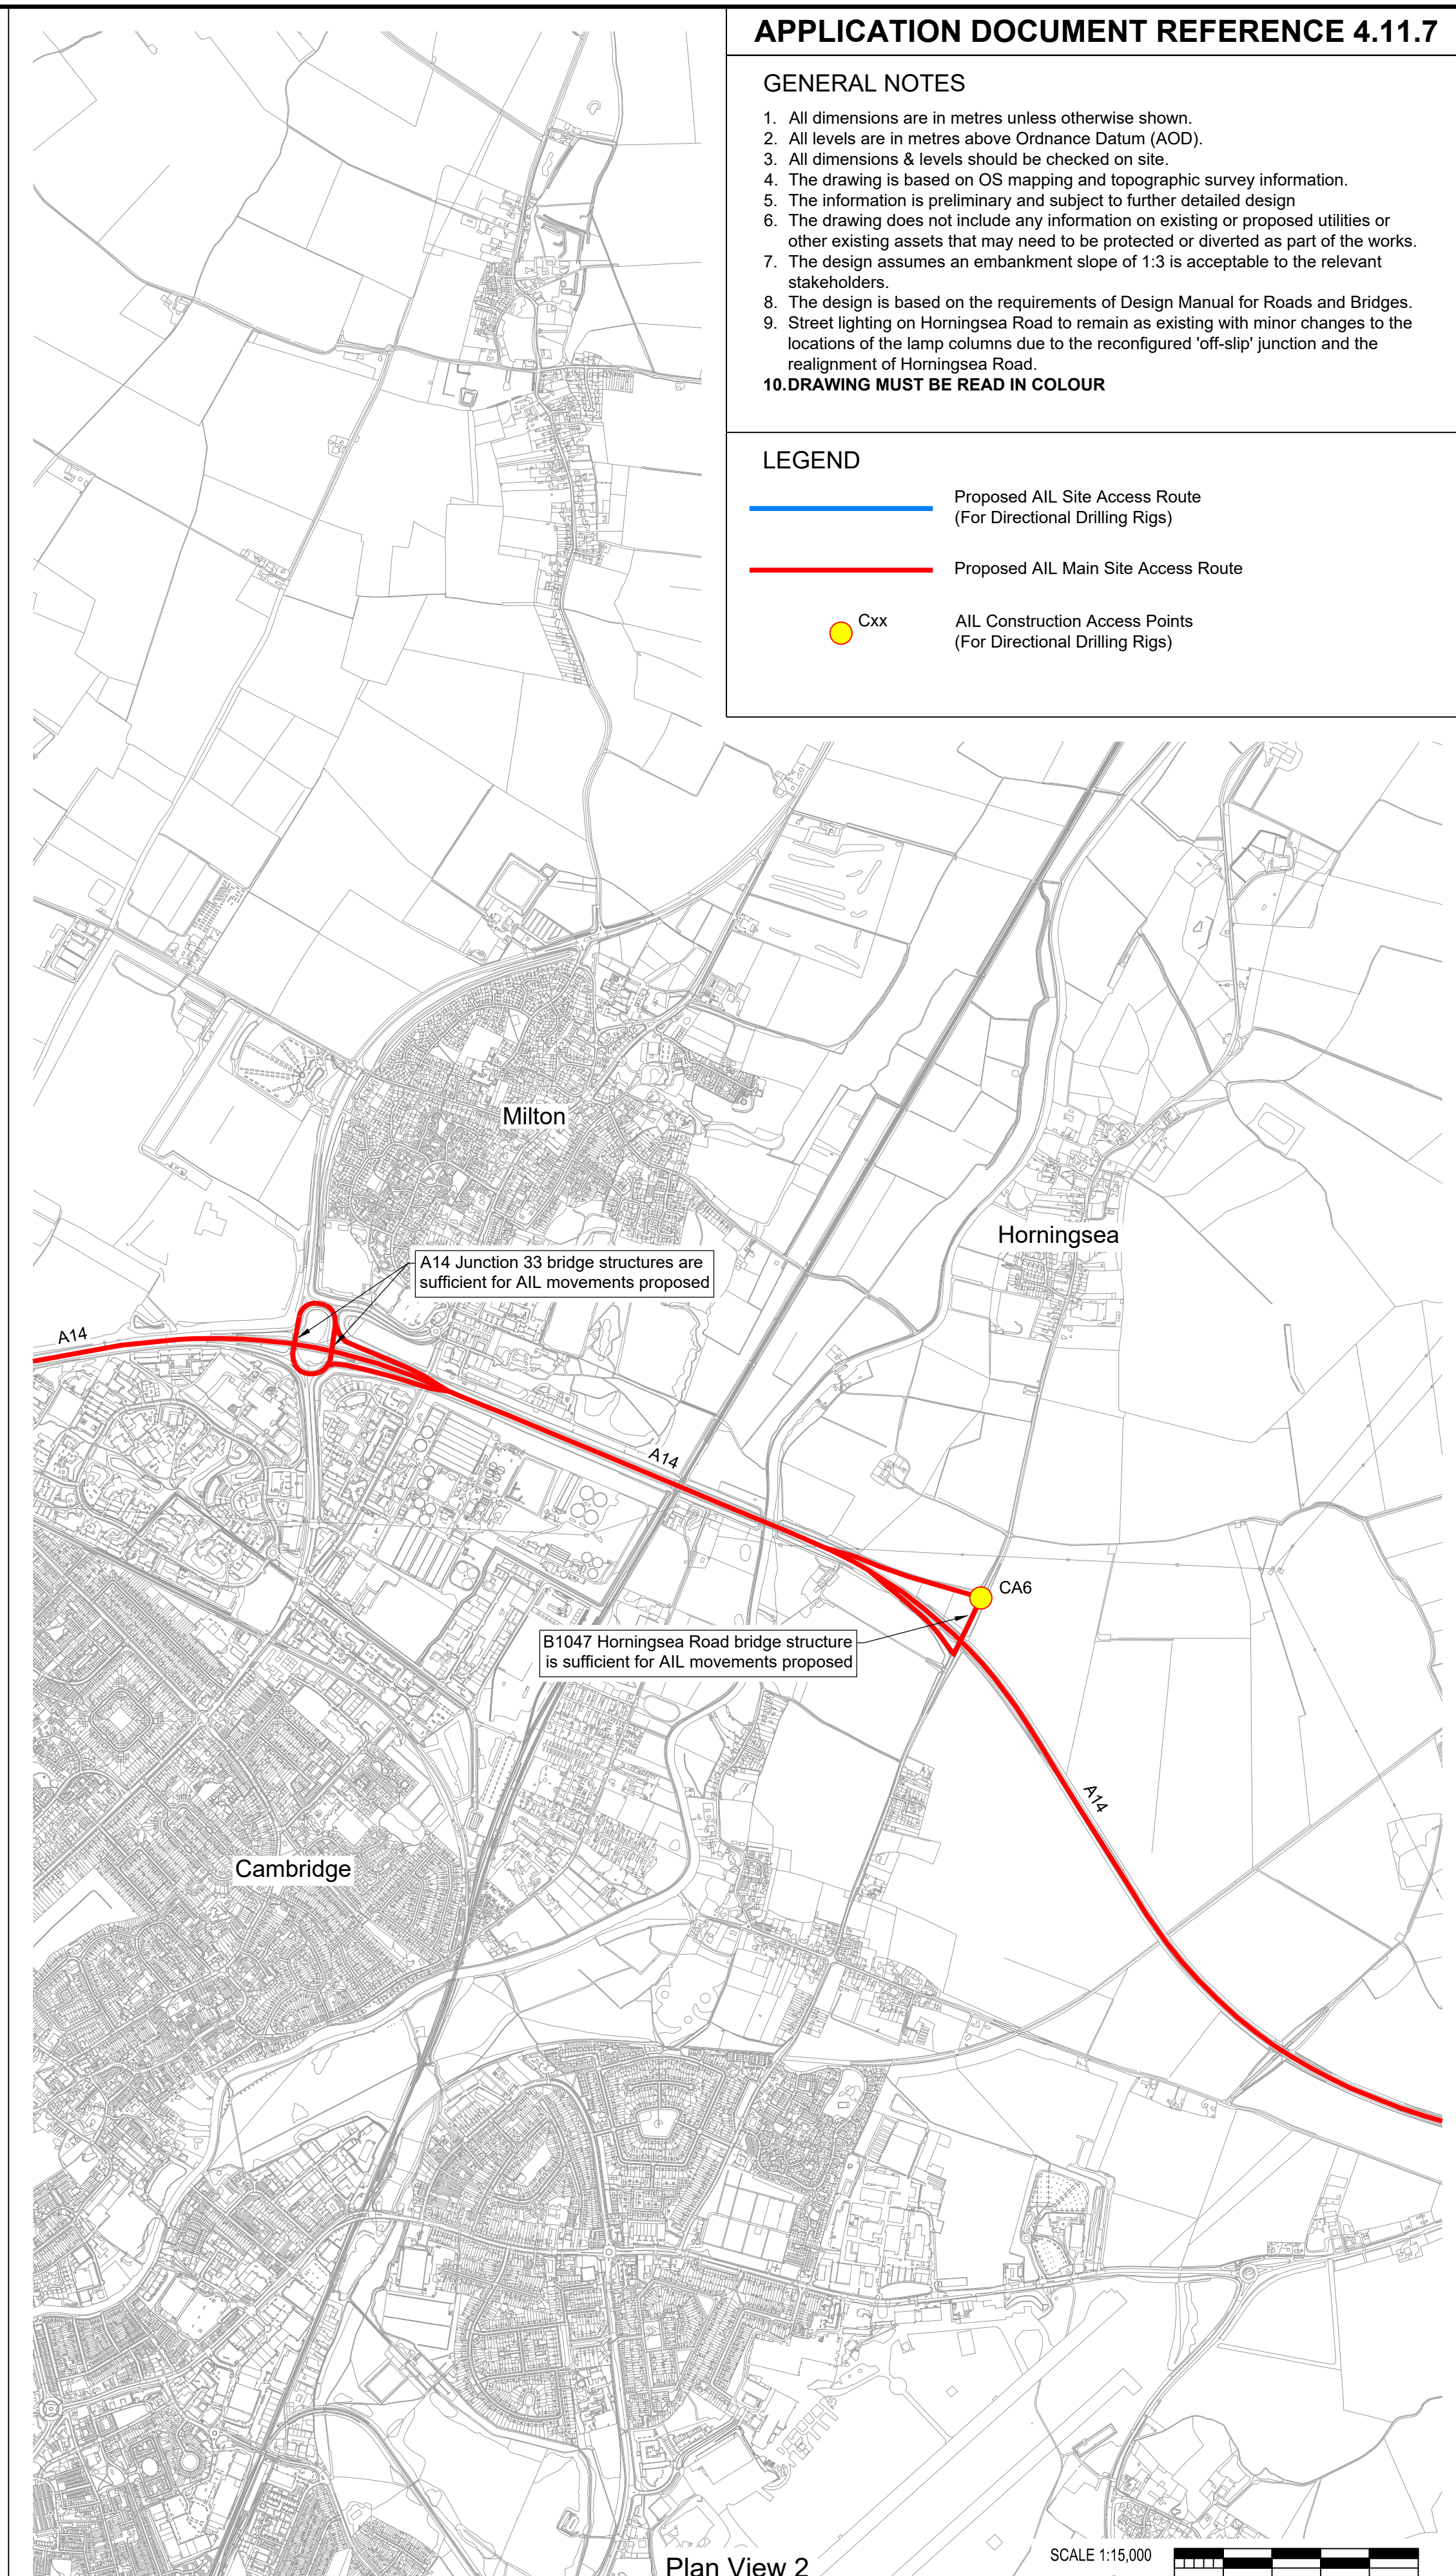 APPLICATION DOCUMENT REFERENCE 4.11.7
GENERAL NOTES
1. All dimensions are in metres unless otherwise shown.
2. All levels are in metres above Ordnance Datum (AOD).
3. All dimensions & levels should be checked on site.
4. The drawing is based on OS mapping and topographic survey information.
5. The information is preliminary and subject to further detailed design
6. The drawing does not include any information on existing or proposed utilities or
other existing assets that may need to be protected or diverted as part of the works.
7. The design assumes an embankment slope of 1:3 is acceptable to the relevant
stakeholders.
8. The design is based on the requirements of Design Manual for Roads and Bridges.
9. Street lighting on Horningsea Road to remain as existing with minor changes to the
locations of the lamp columns due to the reconfigured 'off-slip' junction and the
realignment of Horningsea Road.
10.DRAWING MUST BE READ IN COLOUR
LEGEND
Proposed AIL Site Access Route
(For Directional Drilling Rigs)
Proposed AIL Main Site Access Route
Cxx
AIL Construction Access Points
(For Directional Drilling Rigs)
Milton
Horningsea
A14 Junction 33 bridge structures are
sufficient for AIL movements proposed
A14
A14
CA6
B1047 Horningsea Road bridge structure
is sufficient for AIL movements proposed
A14
Cambridge
SCALE 1:15,000
Plan View 2